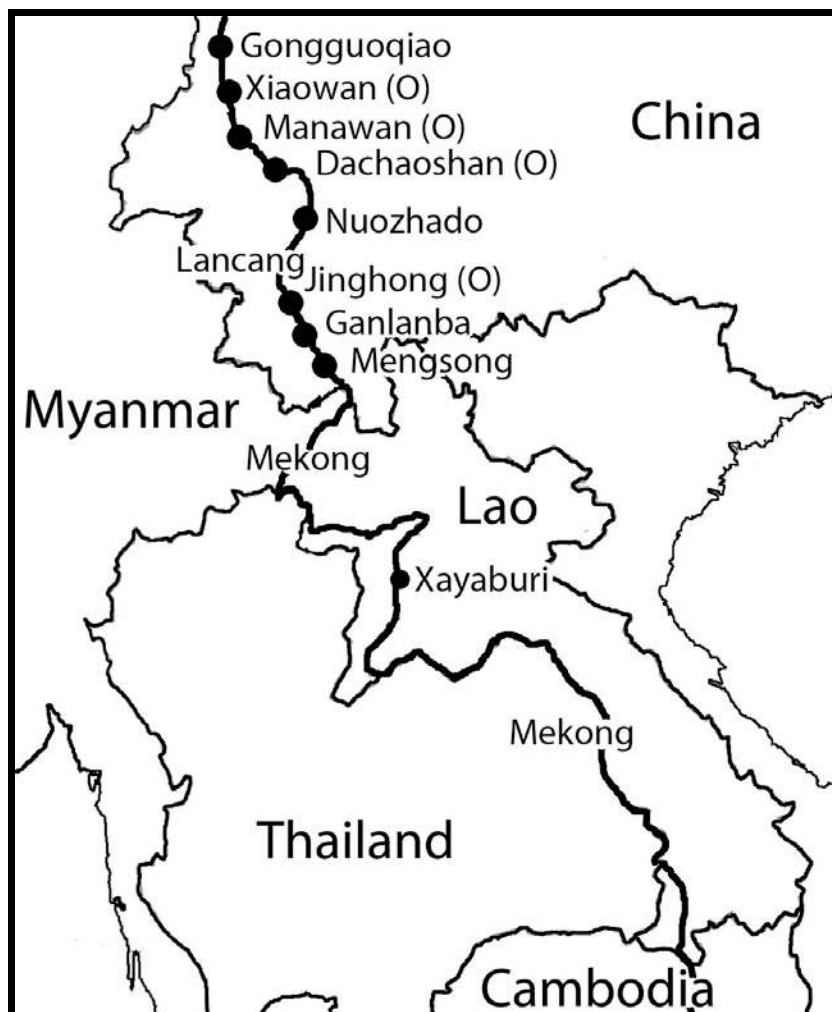 Gongguoqiao
Xiaowan (O)
Manawan (O)
China
Dachaoshan (O)
Nuozhado
Lancang
Jinghong (O)
Ganlanba
Mengsong
Myanmar
Mekong
Lao
Xayaburi
Mekong
Thailand
Cambodia